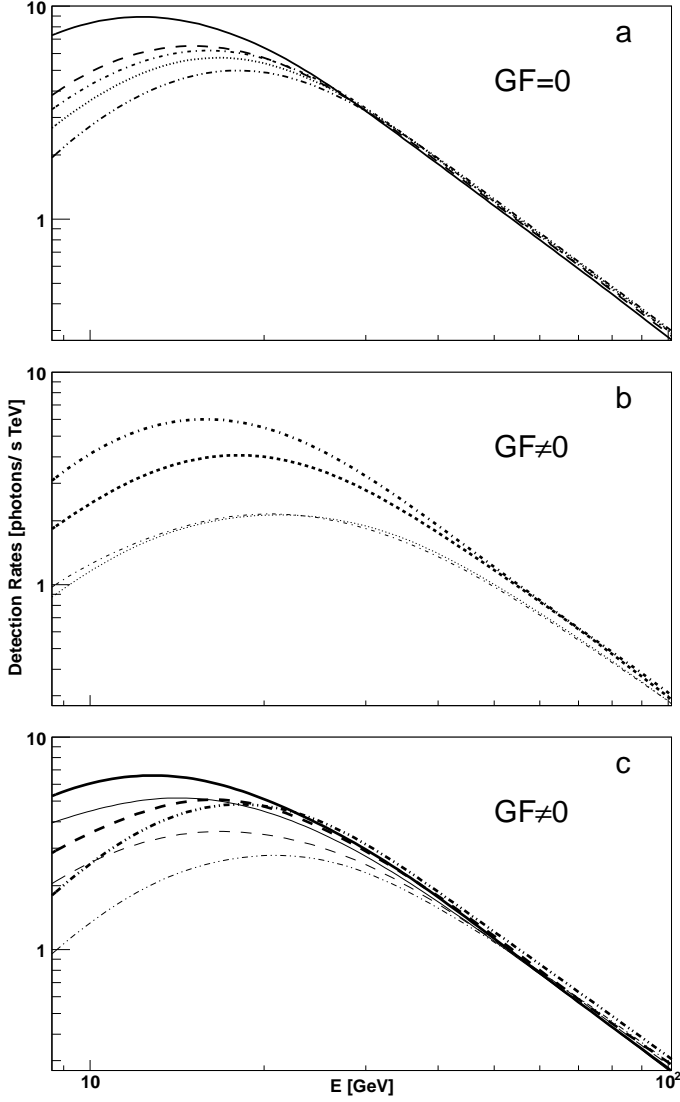 10
a
GF=0
1
10
b
GF≠0
1
Detection Rates [photons/ s TeV]
10
c
GF≠0
1
10
E [GeV]
10²